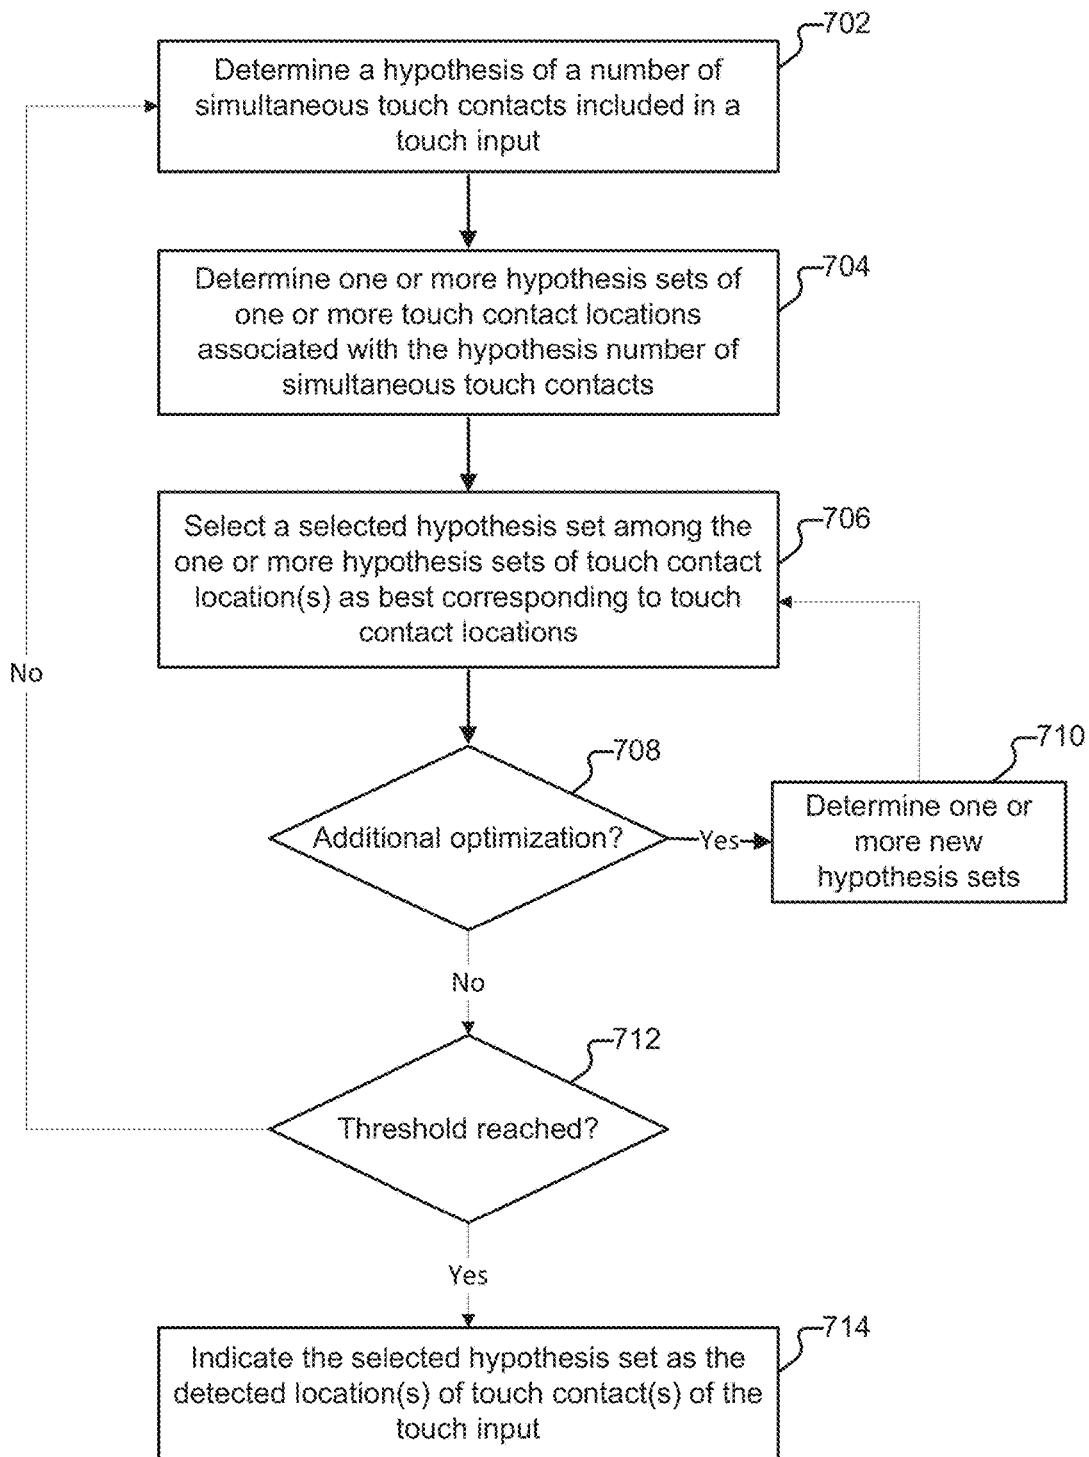 702
Determine a hypothesis of a number of
simultaneous touch contacts included in a
touch input
704
Determine one or more hypothesis sets of
one or more touch contact locations
associated with the hypothesis number of
simultaneous touch contacts
706
Select a selected hypothesis set among the
one or more hypothesis sets of touch contact
location(s) as best corresponding to touch
contact locations
No
708
Additional optimization?
Yes
710
Determine one or
more new
hypothesis sets
No
712
Threshold reached?
Yes
714
Indicate the selected hypothesis set as the
detected location(s) of touch contact(s) of the
touch input